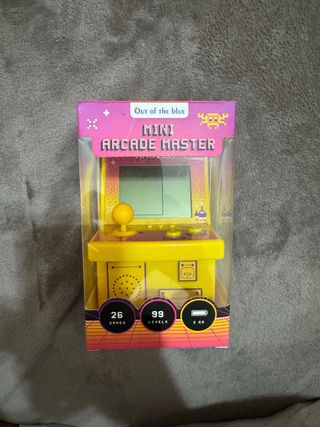 Out of the blue
MINI
ARCADE MASTER
26
GAMES
99
LEVELS
2 AA